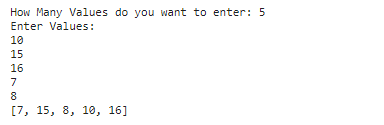 How Many Values do you want to enter: 5
Enter Values:
10
15
16
7
8
[7, 15, 8, 10, 16]